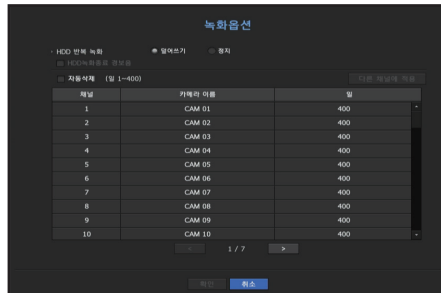 녹화옵션
HDD 반복 녹화 덮어쓰기 정지
HDD녹화종료 경보음
자동삭제 (일 1~400) 다른 채널에 적용
채널 카메라 이름 일
1 CAM 01 400
2 CAM 02 400
3 CAM 03 400
4 CAM 04 400
5 CAM 05 400
6 CAM 06 400
7 CAM 07 400
8 CAM 08 400
9 CAM 09 400
10 CAM 10 400
< 1 / 7 >
확인 취소